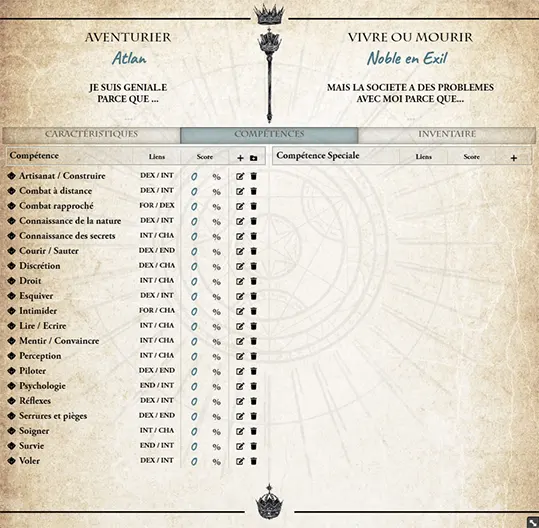 AVENTURIER
Atlan
JE SUIS GENIAL.E
PARCE QUE ...
...
VIVRE OU MOURIR
Noble en Exil
MAIS LA SOCIETE A DES PROBLEMES
AVEC MOI PARCE QUE...
...
CARACTÉRISTIQUES COMPÉTENCES INVENTAIRE
Compétence Liens Score +
Artisanat / Construire DEX / INT 0 %
Combat à distance DEX / INT 0 %
Combat rapproché FOR / DEX 0 %
Connaissance de la nature DEX / INT 0 %
Connaissance des secrets INT / CHA 0 %
Courir / Sauter DEX / END 0 %
Discrétion DEX / CHA 0 %
Droit INT / CHA 0 %
Esquiver DEX / INT 0 %
Intimider FOR / CHA 0 %
Lire / Ecrire INT / CHA 0 %
Mentir / Convaincre INT / CHA 0 %
Perception INT / CHA 0 %
Piloter DEX / END 0 %
Psychologie END / INT 0 %
Réflexes DEX / INT 0 %
Serrures et pièges DEX / END 0 %
Soigner INT / CHA 0 %
Survie END / INT 0 %
Voler DEX / INT 0 %
Compétence Speciale Liens Score +